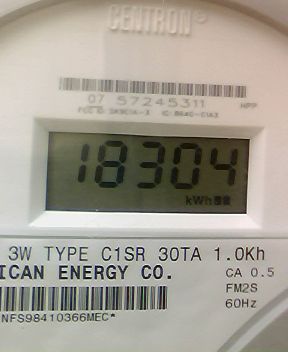 CENTRON®
07 57245311 HPP
18304
kWh
3W TYPE C1SR 30TA 1.0Kh
ICAN ENERGY CO. CA 0.5
FM2S
60Hz
NFS98410366MEC*